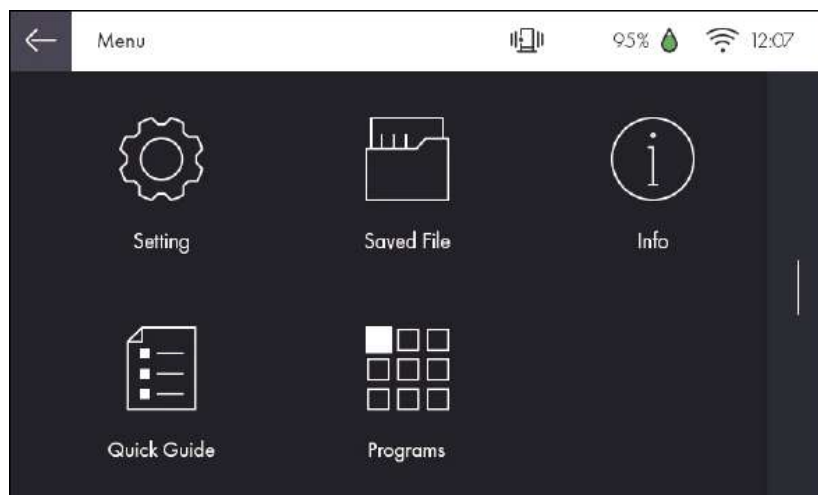 Menu
95%
12:07
Setting
Saved File
Info
Quick Guide
Programs